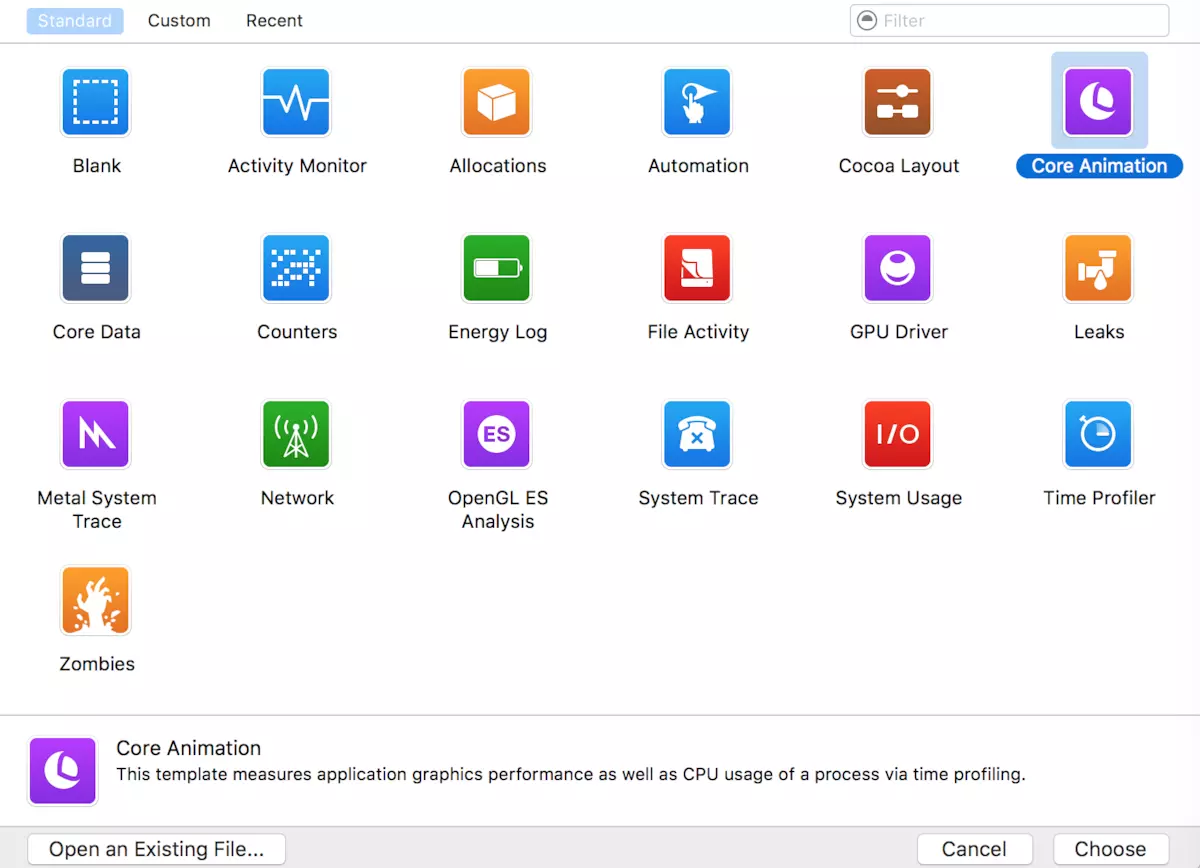 Standard Custom Recent Filter
Blank Activity Monitor Allocations Automation Cocoa Layout Core Animation
Core Data Counters Energy Log File Activity GPU Driver Leaks
ES I/O
Metal System Trace Network OpenGL ES Analysis System Trace System Usage Time Profiler
Zombies
Core Animation
This template measures application graphics performance as well as CPU usage of a process via time profiling.
Open an Existing File... Cancel Choose